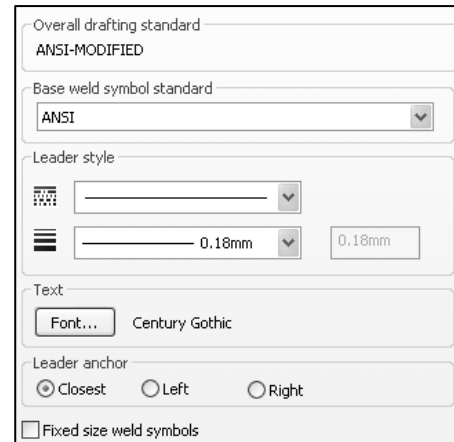 Overall drafting standard
ANSI-MODIFIED
Base weld symbol standard
ANSI
Leader style
0.18mm 0.18mm
Text
Font... Century Gothic
Leader anchor
Closest Left Right
Fixed size weld symbols